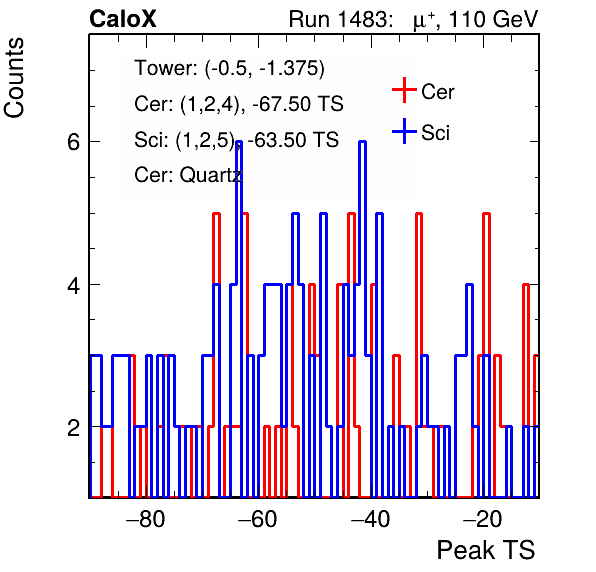 CaloX Run 1483: μ⁺, 110 GeV
Counts
Tower: (-0.5, -1.375)
Cer: (1,2,4), -67.50 TS
Sci: (1,2,5), -63.50 TS
Cer: Quartz
Cer
Sci
6
4
2
−80 −60 −40 −20
Peak TS